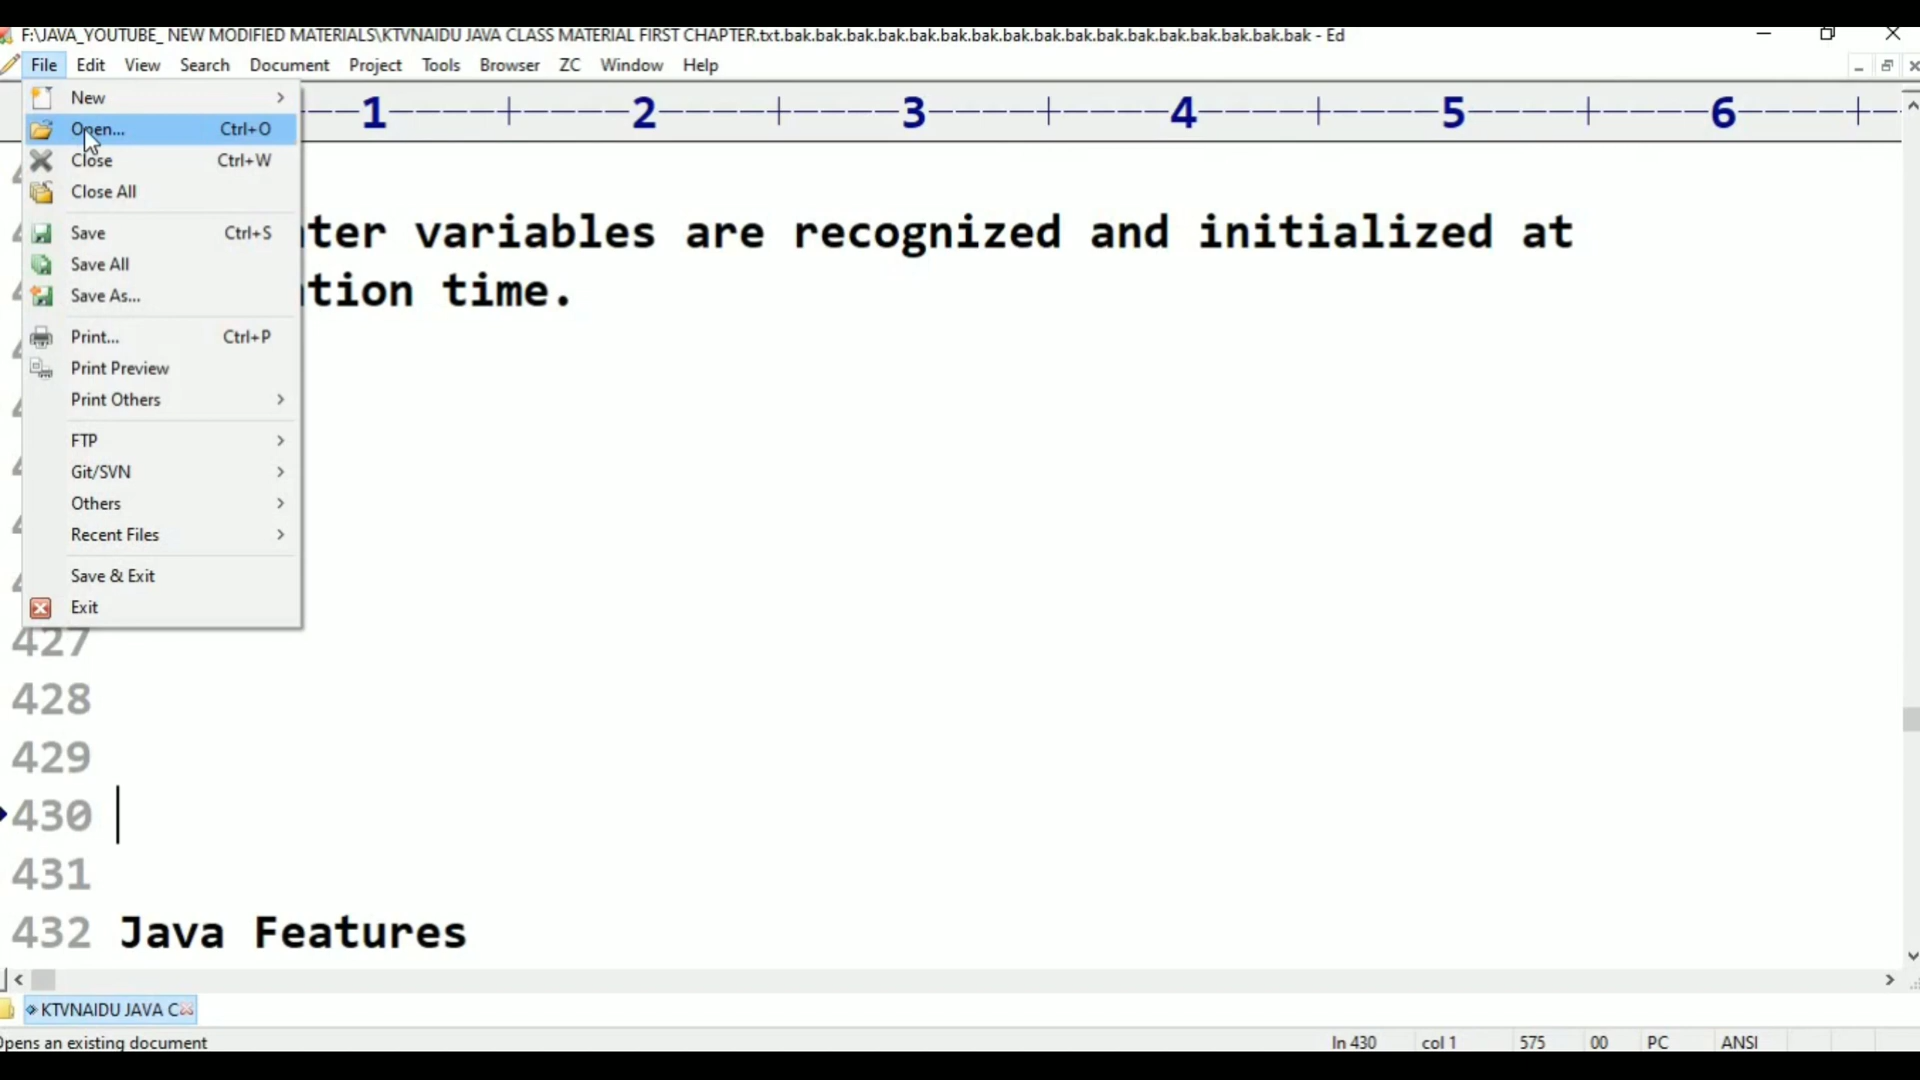 F:\JAVA_YOUTUBE_ NEW MODIFIED MATERIALS\KTVNAIDU JAVA CLASS MATERIAL FIRST CHAPTER.txt.bak.bak.bak.bak.bak.bak.bak.bak.bak.bak.bak.bak.bak.bak.bak.bak.bak - Ed
File Edit View Search Document Project Tools Browser ZC Window Help
New
Open... Ctrl+O
Close Ctrl+W
Close All
Save Ctrl+S
Save All
Save As...
Print... Ctrl+P
Print Preview
Print Others
FTP
Git/SVN
Others
Recent Files
Save & Exit
Exit
1 2 3 4 5 6
ter variables are recognized and initialized at
tion time.
427
428
429
430
431
432 Java Features
KTVNAIDU JAVA C
pens an existing document ln 430 col 1 575 00 PC ANSI